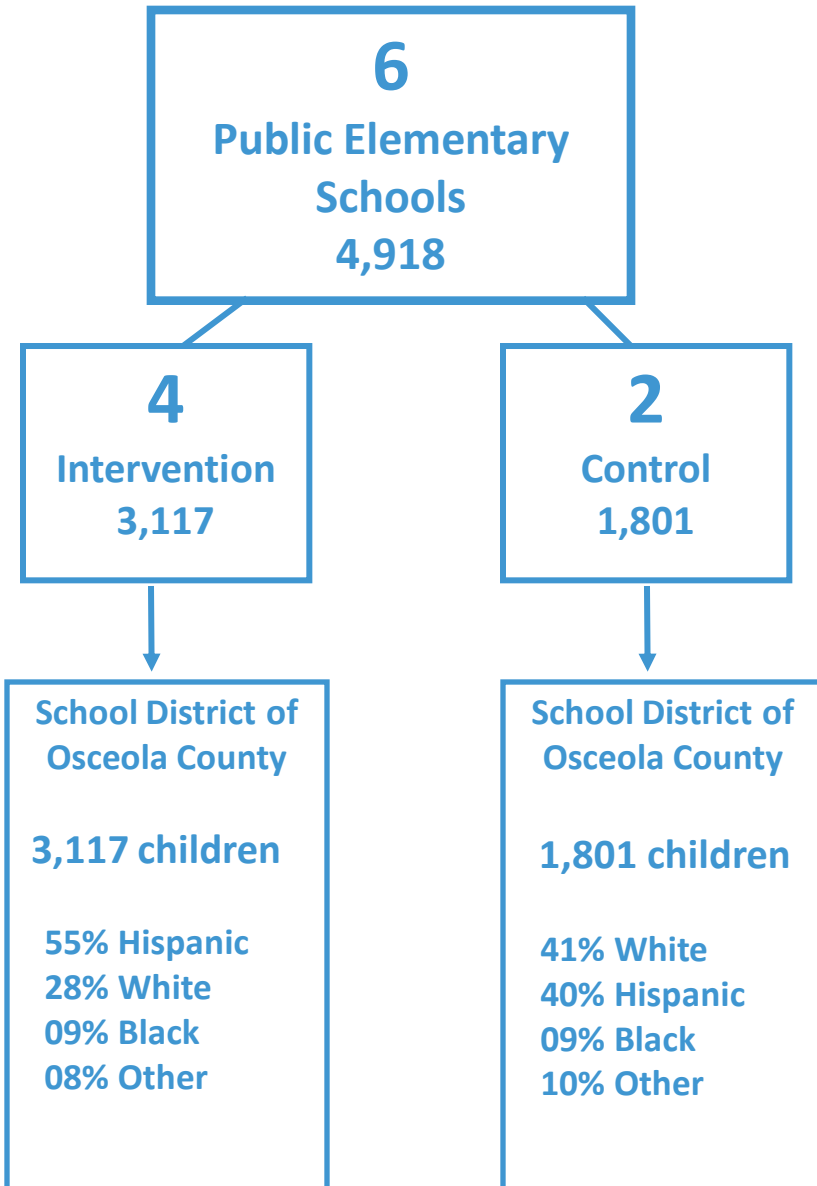 6
Public Elementary
Schools
4,918
4
Intervention
3,117
2
Control
1,801
School District of
Osceola County
3,117 children
55% Hispanic
28% White
09% Black
08% Other
School District of
Osceola County
1,801 children
41% White
40% Hispanic
09% Black
10% Other